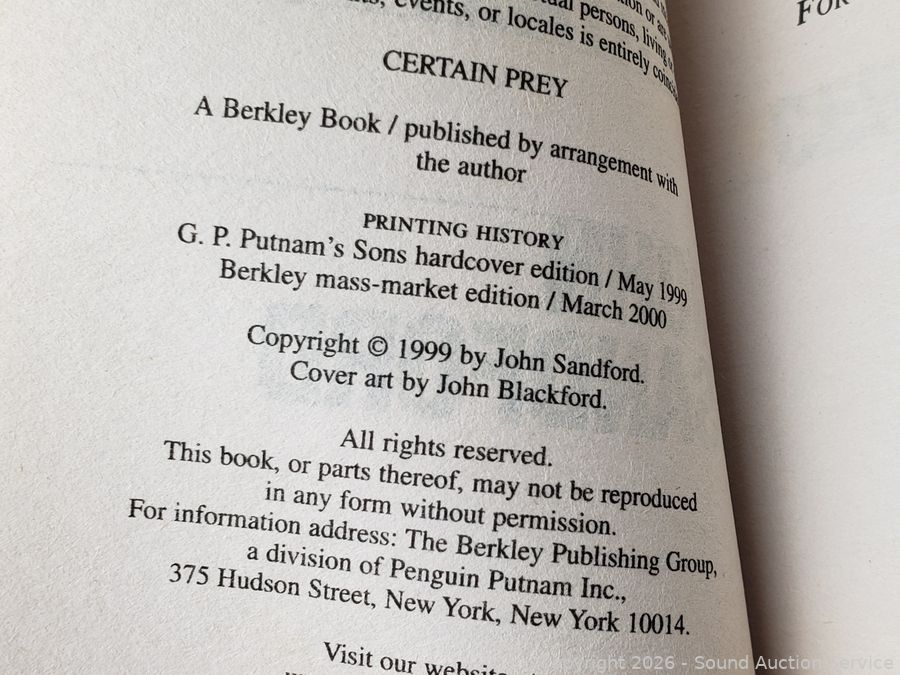 persons, living
events, or locales is entirely
FOR
CERTAIN PREY
A Berkley Book / published by arrangement with
the author
PRINTING HISTORY
G. P. Putnam's Sons hardcover edition / May 1999
Berkley mass-market edition / March 2000
Copyright © 1999 by John Sandford.
Cover art by John Blackford.
All rights reserved.
This book, or parts thereof, may not be reproduced
in any form without permission.
For information address: The Berkley Publishing Group,
a division of Penguin Putnam Inc.,
375 Hudson Street, New York, New York 10014.
Visit our website
Copyright 2026 - Sound Auction Service